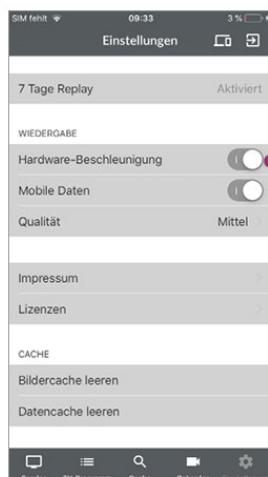 SIM fehlt 09:33 3 %
Einstellungen
7 Tage Replay Aktiviert
WIEDERGABE
Hardware-Beschleunigung
Mobile Daten
Qualität Mittel
Impressum
Lizenzen
CACHE
Bildercache leeren
Datencache leeren